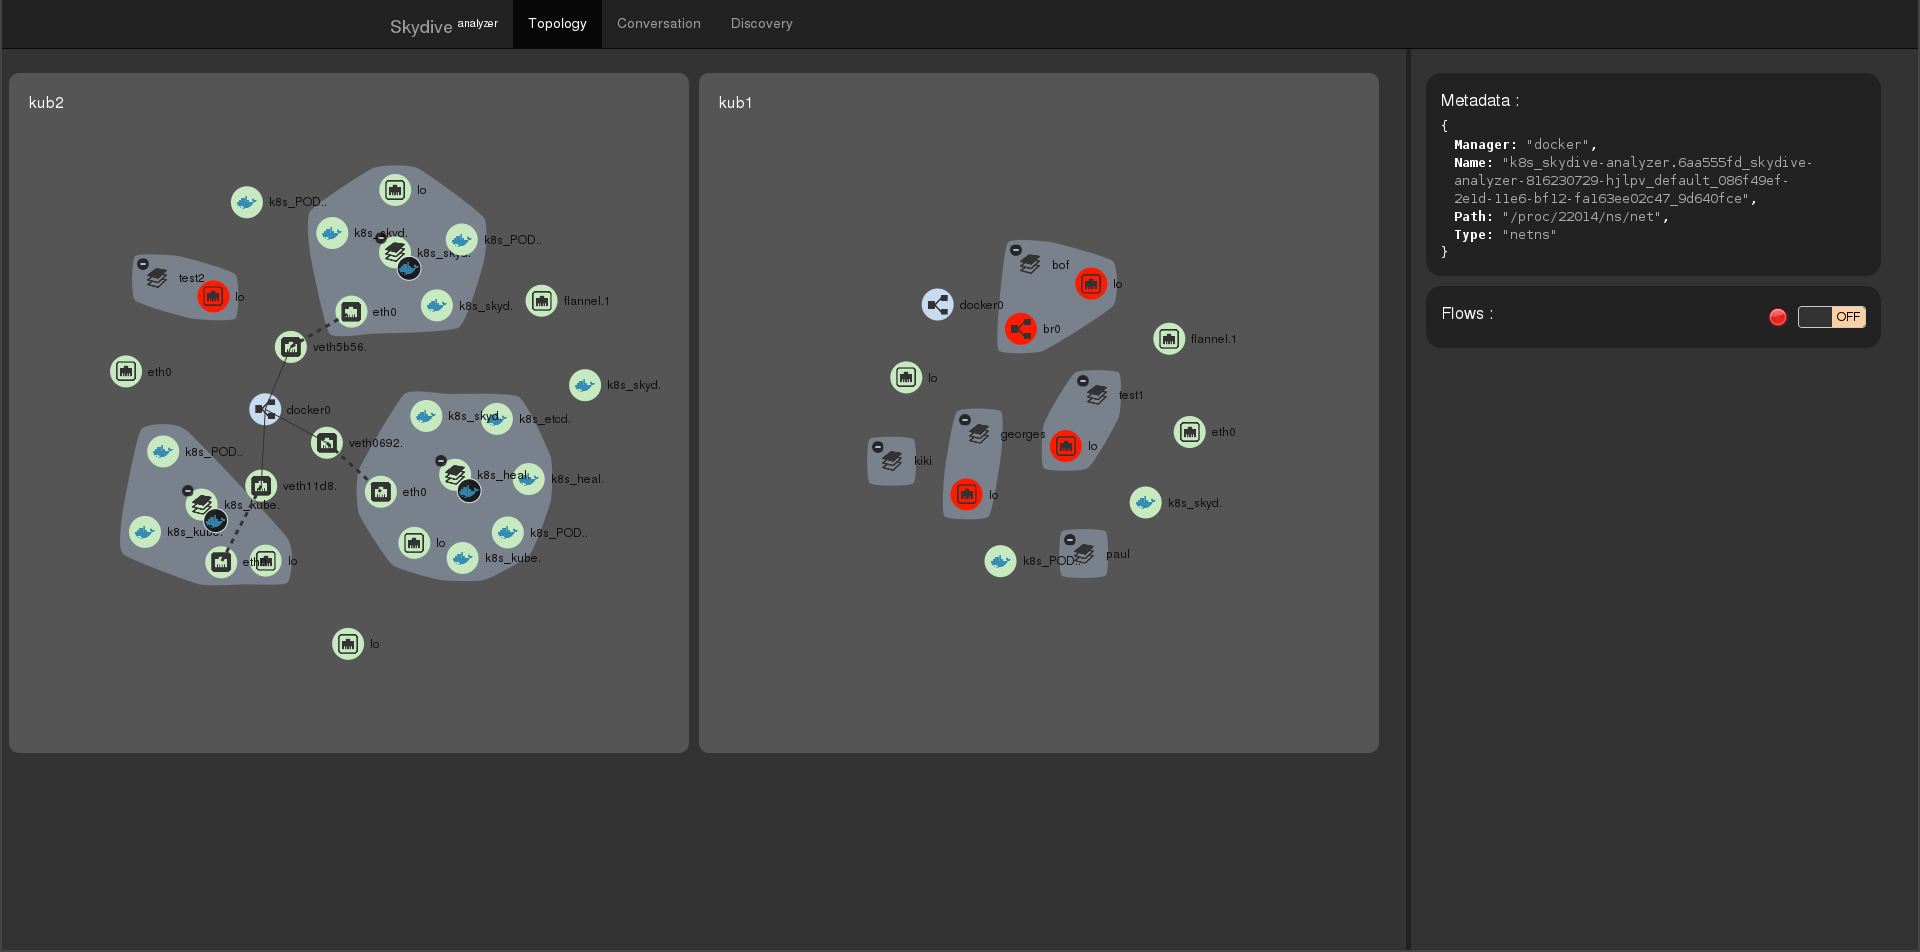 Skydive analyzer Topology Conversation Discovery
kub2
lo
k8s_POD..
k8s_skyd.
k8s_POD..
k8s_skyd.
test2
lo
flannel.1
k8s_skyd.
eth0
veth5b56.
eth0
k8s_skyd.
docker0
k8s_skyd.
k8s_etcd.
veth0692.
k8s_POD..
k8s_heal.
k8s_heal.
veth11d8.
eth0
k8s_kube.
k8s_kube.
k8s_POD..
lo
k8s_kube.
eth0
lo
lo
kub1
bof
lo
docker0
br0
flannel.1
lo
test1
georges
eth0
lo
kiki
lo
k8s_skyd.
paul
k8s_POD..
Metadata :
{
Manager: "docker",
Name: "k8s_skydive-analyzer.6aa555fd_skydive-
analyzer-816230729-hjlpv_default_086f49ef-
2e1d-11e6-bf12-fa163ee02c47_9d640fce",
Path: "/proc/22014/ns/net",
Type: "netns"
}
Flows :
OFF